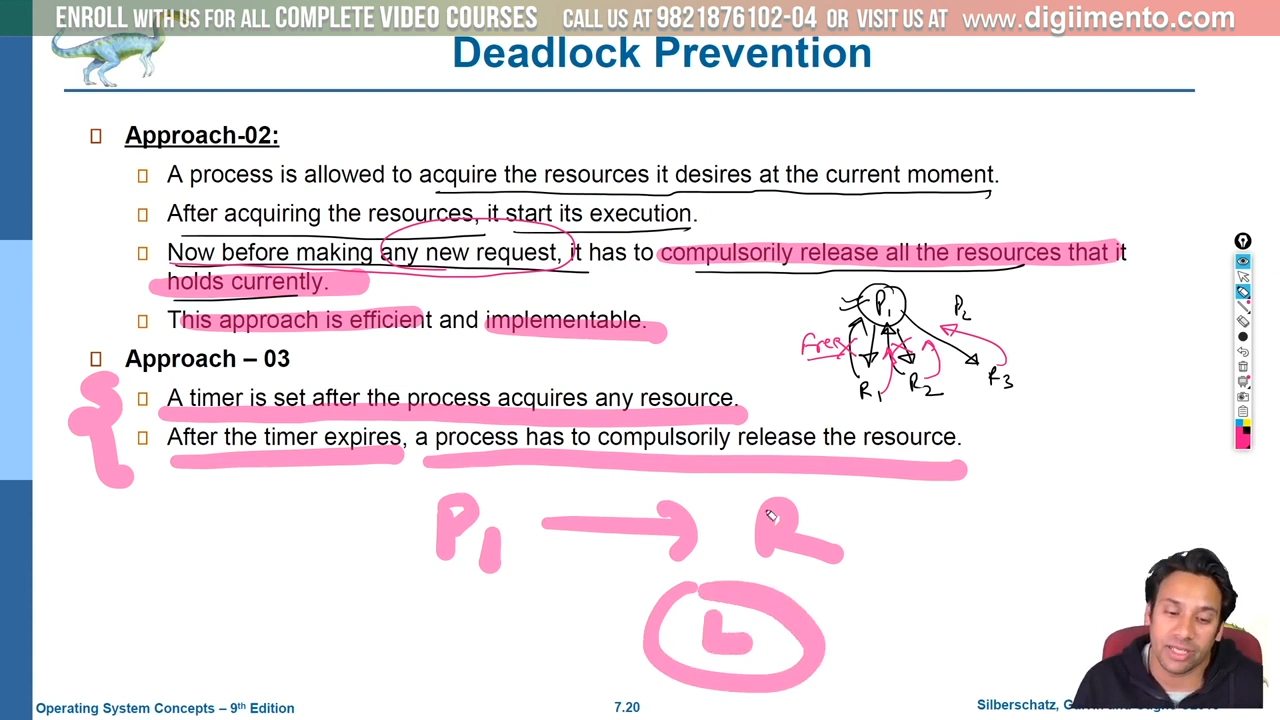 ENROLL WITH US FOR ALL COMPLETE VIDEO COURSES CALL US AT 9821876102-04 OR VISIT US AT www.digiimento.com
Deadlock Prevention
Approach-02:
A process is allowed to acquire the resources it desires at the current moment.
After acquiring the resources, it start its execution.
Now before making any new request, it has to compulsorily release all the resources that it
holds currently.
This approach is efficient and implementable.
P1
P2
Free
R1
R2
R3
Approach – 03
A timer is set after the process acquires any resource.
After the timer expires, a process has to compulsorily release the resource.
P1 → R
Operating System Concepts – 9th Edition
7.20
Silberschatz,